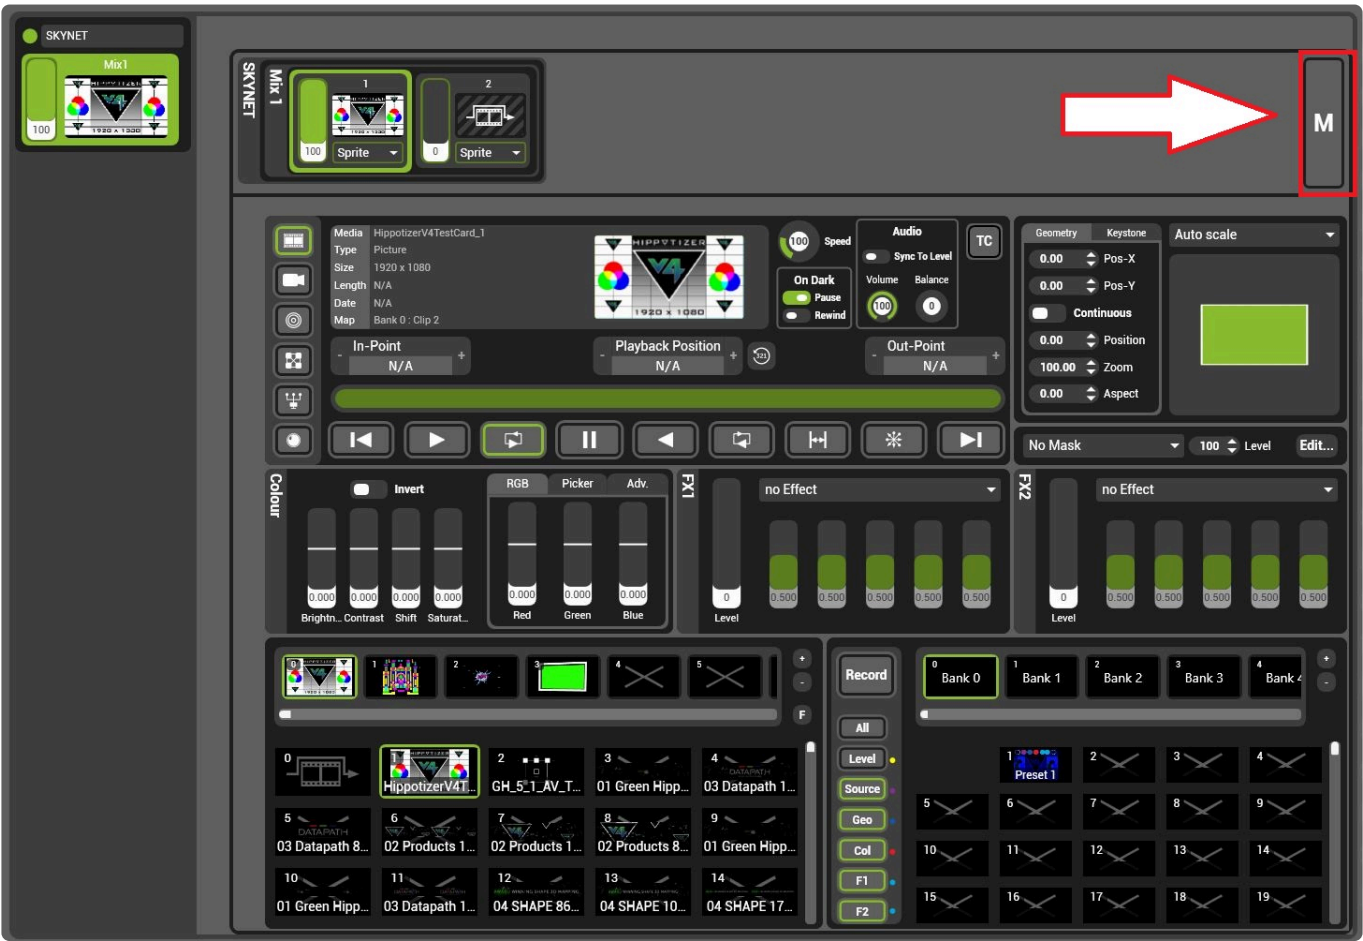 SKYNET
Mix1
100
1920 x 1080
SKYNET
Mix 1
1
100
Sprite
2
0
Sprite
M
Media HippotizerV4TestCard_1
Type Picture
Size 1920 x 1080
Length N/A
Date N/A
Map Bank 0 : Clip 2
HIPPOTIZER
V4
1920 x 1080
100 Speed
On Dark
Pause
Rewind
Audio
Sync To Level
Volume Balance
100 0
TC
In-Point
- N/A +
Playback Position
- N/A +
321
Out-Point
- N/A +
Geometry Keystone
0.00 Pos-X
0.00 Pos-Y
Continuous
0.00 Position
100.00 Zoom
0.00 Aspect
Auto scale
No Mask
100 Level Edit...
Colour
Invert
0.000 0.000 0.000 0.000
Brightn... Contrast Shift Saturat...
RGB Picker Adv.
0.000 0.000 0.000
Red Green Blue
FX1
no Effect
0 0.500 0.500 0.500 0.500 0.500
Level
FX2
no Effect
0 0.500 0.500 0.500 0.500 0.500
Level
0 1 2 3 4 5
+
-
F
0 1 2 3 4
HippotizerV4T... GH_5_1_AV_T... 01 Green Hipp... 03 Datapath 1...
5 6 7 8 9
03 Datapath 8... 02 Products 1... 02 Products 1... 02 Products 8... 01 Green Hipp...
10 11 12 13 14
01 Green Hipp... 03 Datapath 1... 04 SHAPE 86... 04 SHAPE 10... 04 SHAPE 17...
Record
All
Level
Source
Geo
Col
F1
F2
0 1 2 3 4
Bank 0 Bank 1 Bank 2 Bank 3 Bank 4
+
-
1 2 3 4
Preset 1
5 6 7 8 9
10 11 12 13 14
15 16 17 18 19